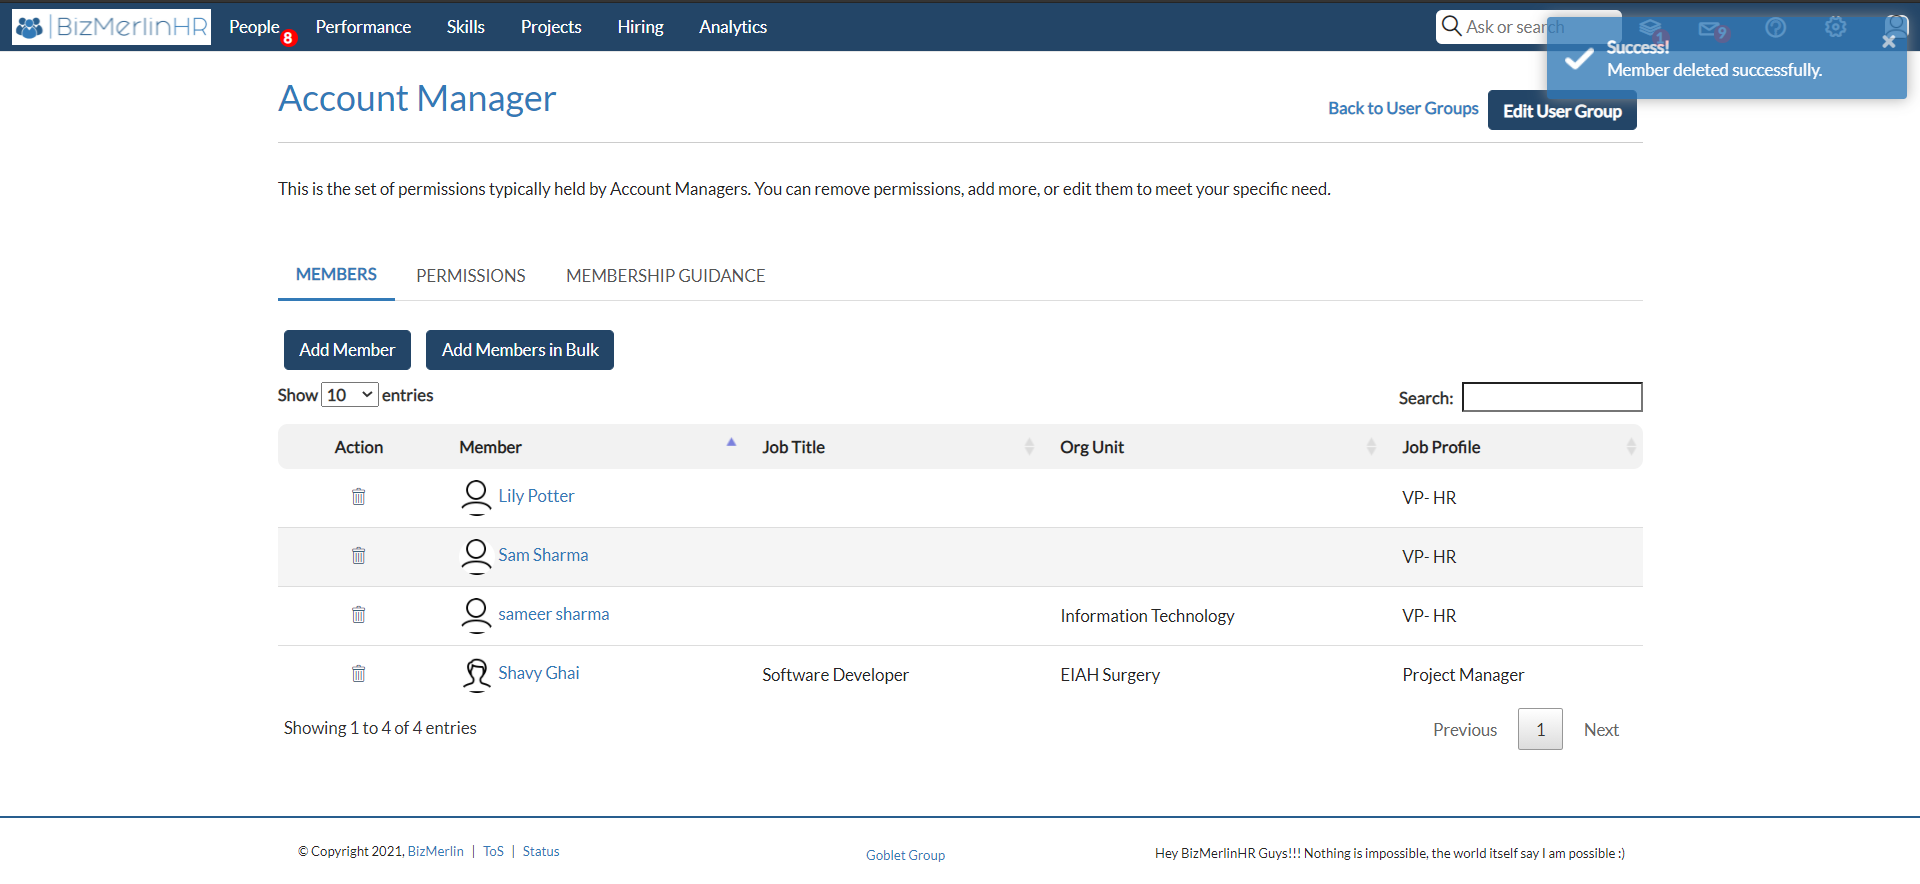 BizMerlinHR People 8 Performance Skills Projects Hiring Analytics Ask or search 1 9
Success!
Member deleted successfully.
Account Manager
Back to User Groups Edit User Group
This is the set of permissions typically held by Account Managers. You can remove permissions, add more, or edit them to meet your specific need.
MEMBERS PERMISSIONS MEMBERSHIP GUIDANCE
Add Member Add Members in Bulk
Show 10 entries Search:
Action Member Job Title Org Unit Job Profile
Lily Potter VP- HR
Sam Sharma VP- HR
sameer sharma Information Technology VP- HR
Shavy Ghai Software Developer EIAH Surgery Project Manager
Showing 1 to 4 of 4 entries Previous 1 Next
© Copyright 2021, BizMerlin | ToS | Status Goblet Group Hey BizMerlinHR Guys!!! Nothing is impossible, the world itself say I am possible :)